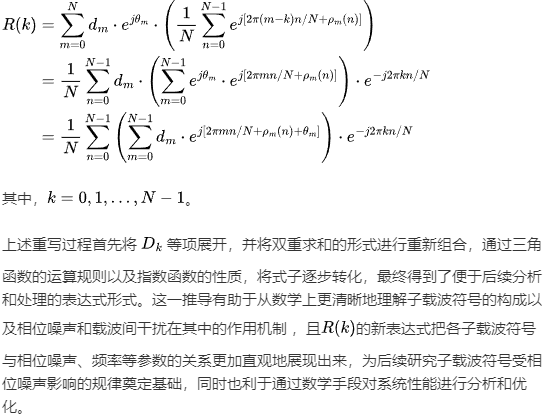 R(k) = \sum_{m=0}^{N} d_m \cdot e^{j\theta_m} \cdot \left( \frac{1}{N} \sum_{n=0}^{N-1} e^{j[2\pi(m-k)n/N+\rho_m(n)]} \right)
= \frac{1}{N} \sum_{n=0}^{N-1} d_m \cdot \left( \sum_{m=0}^{N-1} e^{j\theta_m} \cdot e^{j[2\pi mn/N+\rho_m(n)]} \right) \cdot e^{-j2\pi kn/N}
= \frac{1}{N} \sum_{n=0}^{N-1} \left( \sum_{m=0}^{N-1} d_m \cdot e^{j[2\pi mn/N+\rho_m(n)+\theta_m]} \right) \cdot e^{-j2\pi kn/N}
其中，k = 0, 1, . . . , N − 1。
上述重写过程首先将 D_k 等项展开，并将双重求和的形式进行重新组合，通过三角
函数的运算规则以及指数函数的性质，将式子逐步转化，最终得到了便于后续分析
和处理的表达式形式。这一推导有助于从数学上更清晰地理解子载波符号的构成以
及相位噪声和载波间干扰在其中的作用机制 ，且R(k)的新表达式把各子载波符号
与相位噪声、频率等参数的关系更加直观地展现出来，为后续研究子载波符号受相
位噪声影响的规律奠定基础，同时也利于通过数学手段对系统性能进行分析和优
化。